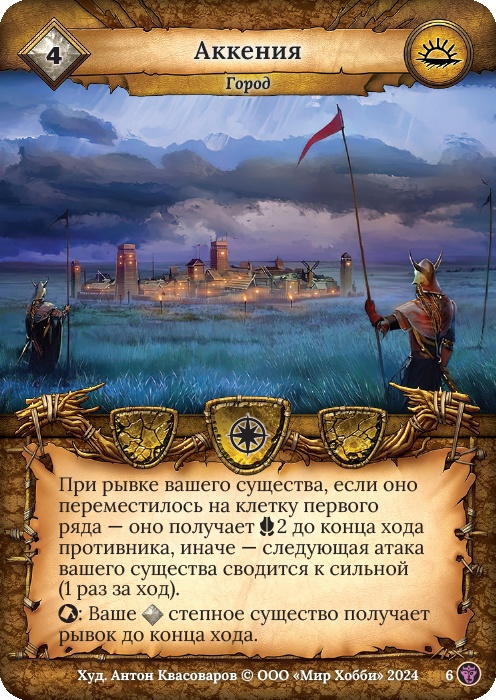 4
Аккения
Город
При рывке вашего существа, если оно
переместилось на клетку первого
ряда — оно получает 2 до конца хода
противника, иначе — следующая атака
вашего существа сводится к сильной
(1 раз за ход).
: Ваше степное существо получает
рывок до конца хода.
Худ. Антон Квасоваров © ООО «Мир Хобби» 2024
6